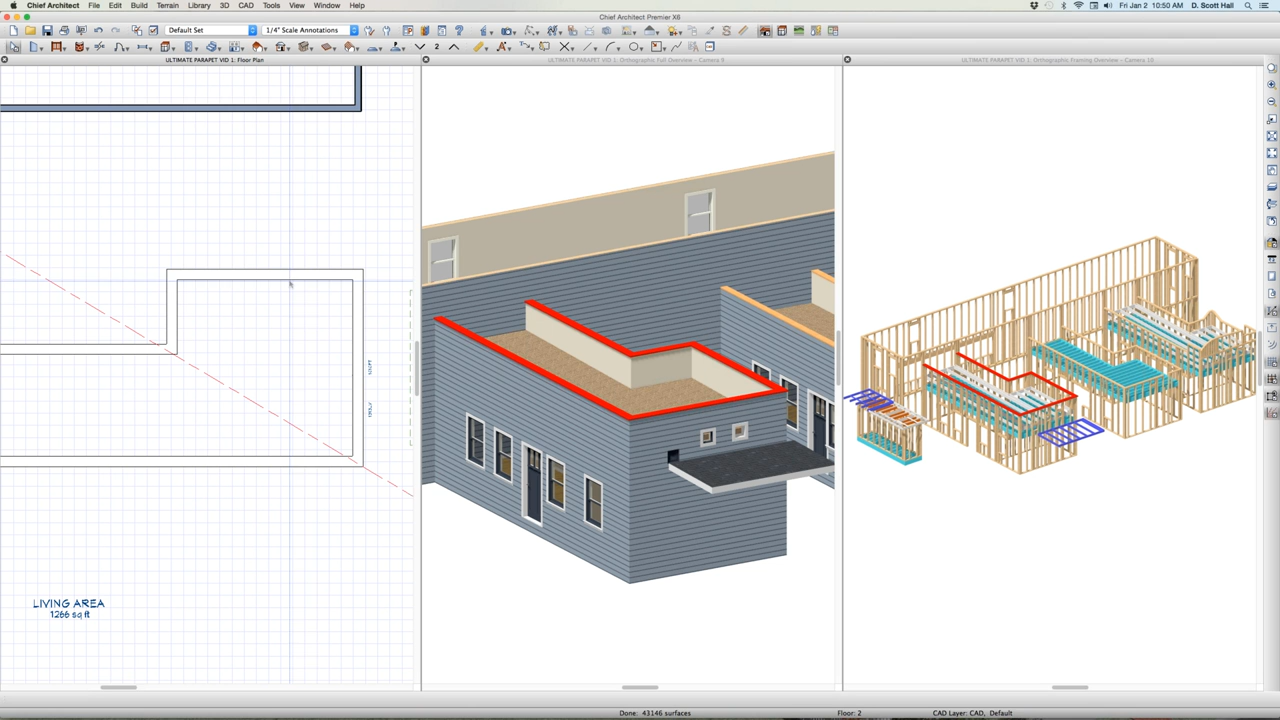 Chief Architect File Edit Build Terrain Library 3D CAD Tools View Window Help
Fri Jan 2 10:50 AM D. Scott Hall
Chief Architect Premier X6
Default Set 1/4" Scale Annotations
ULTIMATE PARAPET VID 1: Floor Plan
ULTIMATE PARAPET VID 1: Orthographic Full Overview - Camera 9
ULTIMATE PARAPET VID 1: Orthographic Framing Overview - Camera 10
LIVING AREA
1266 sq ft
Done: 43146 surfaces
Floor: 2
CAD Layer: CAD, Default